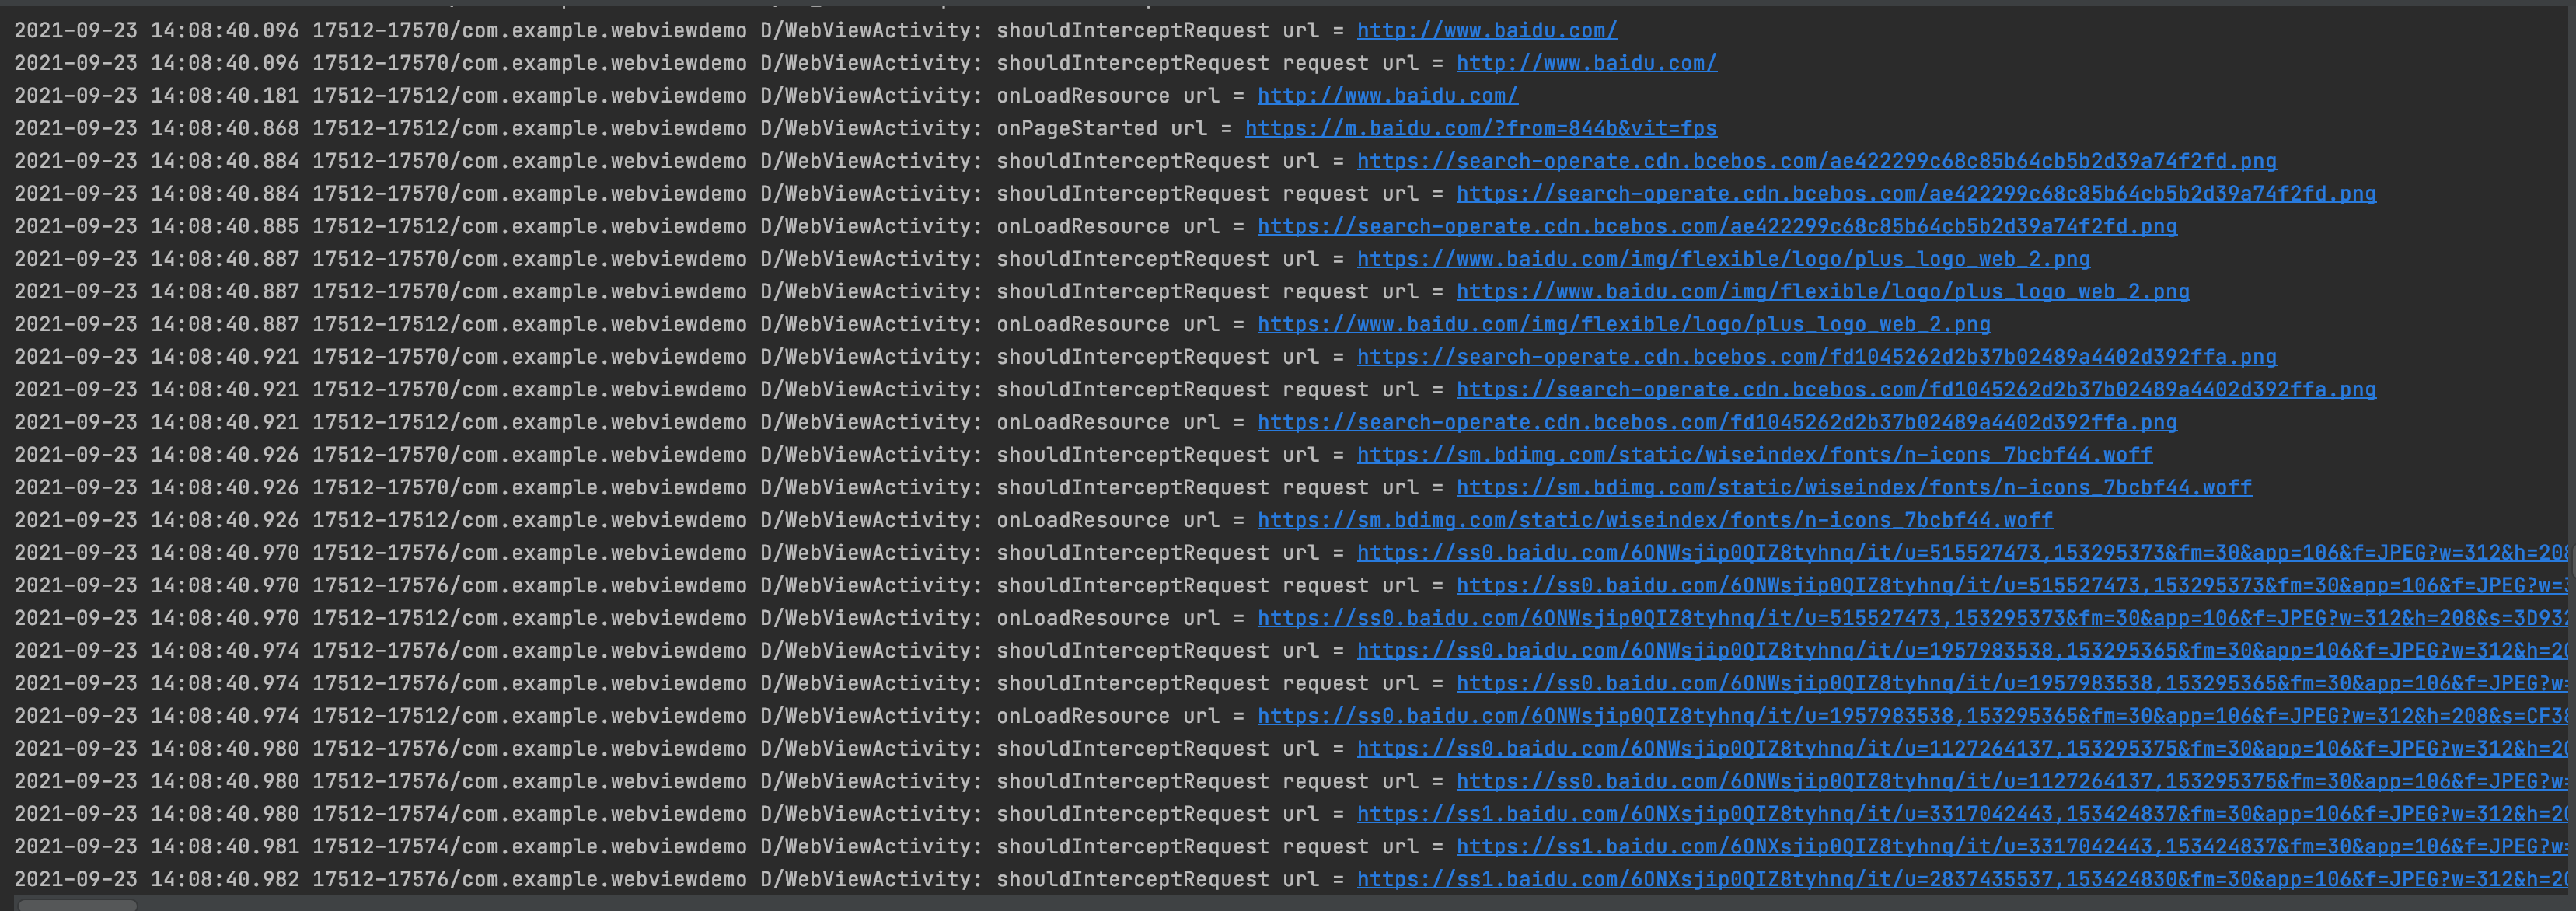 2021-09-23 14:08:40.096 17512-17570/com.example.webviewdemo D/WebViewActivity: shouldInterceptRequest url = http://www.baidu.com/
2021-09-23 14:08:40.096 17512-17570/com.example.webviewdemo D/WebViewActivity: shouldInterceptRequest request url = http://www.baidu.com/
2021-09-23 14:08:40.181 17512-17512/com.example.webviewdemo D/WebViewActivity: onLoadResource url = http://www.baidu.com/
2021-09-23 14:08:40.868 17512-17512/com.example.webviewdemo D/WebViewActivity: onPageStarted url = https://m.baidu.com/?from=844b&vit=fps
2021-09-23 14:08:40.884 17512-17570/com.example.webviewdemo D/WebViewActivity: shouldInterceptRequest url = https://search-operate.cdn.bcebos.com/ae422299c68c85b64cb5b2d39a74f2fd.png
2021-09-23 14:08:40.884 17512-17570/com.example.webviewdemo D/WebViewActivity: shouldInterceptRequest request url = https://search-operate.cdn.bcebos.com/ae422299c68c85b64cb5b2d39a74f2fd.png
2021-09-23 14:08:40.885 17512-17512/com.example.webviewdemo D/WebViewActivity: onLoadResource url = https://search-operate.cdn.bcebos.com/ae422299c68c85b64cb5b2d39a74f2fd.png
2021-09-23 14:08:40.887 17512-17570/com.example.webviewdemo D/WebViewActivity: shouldInterceptRequest url = https://www.baidu.com/img/flexible/logo/plus_logo_web_2.png
2021-09-23 14:08:40.887 17512-17570/com.example.webviewdemo D/WebViewActivity: shouldInterceptRequest request url = https://www.baidu.com/img/flexible/logo/plus_logo_web_2.png
2021-09-23 14:08:40.887 17512-17512/com.example.webviewdemo D/WebViewActivity: onLoadResource url = https://www.baidu.com/img/flexible/logo/plus_logo_web_2.png
2021-09-23 14:08:40.921 17512-17570/com.example.webviewdemo D/WebViewActivity: shouldInterceptRequest url = https://search-operate.cdn.bcebos.com/fd1045262d2b37b02489a4402d392ffa.png
2021-09-23 14:08:40.921 17512-17570/com.example.webviewdemo D/WebViewActivity: shouldInterceptRequest request url = https://search-operate.cdn.bcebos.com/fd1045262d2b37b02489a4402d392ffa.png
2021-09-23 14:08:40.921 17512-17512/com.example.webviewdemo D/WebViewActivity: onLoadResource url = https://search-operate.cdn.bcebos.com/fd1045262d2b37b02489a4402d392ffa.png
2021-09-23 14:08:40.926 17512-17570/com.example.webviewdemo D/WebViewActivity: shouldInterceptRequest url = https://sm.bdimg.com/static/wiseindex/fonts/n-icons_7bcbf44.woff
2021-09-23 14:08:40.926 17512-17570/com.example.webviewdemo D/WebViewActivity: shouldInterceptRequest request url = https://sm.bdimg.com/static/wiseindex/fonts/n-icons_7bcbf44.woff
2021-09-23 14:08:40.926 17512-17512/com.example.webviewdemo D/WebViewActivity: onLoadResource url = https://sm.bdimg.com/static/wiseindex/fonts/n-icons_7bcbf44.woff
2021-09-23 14:08:40.970 17512-17576/com.example.webviewdemo D/WebViewActivity: shouldInterceptRequest url = https://ss0.baidu.com/6ONWsjip0QIZ8tyhnq/it/u=515527473,153295373&fm=30&app=106&f=JPEG?w=312&h=208
2021-09-23 14:08:40.970 17512-17576/com.example.webviewdemo D/WebViewActivity: shouldInterceptRequest request url = https://ss0.baidu.com/6ONWsjip0QIZ8tyhnq/it/u=515527473,153295373&fm=30&app=106&f=JPEG?w=3
2021-09-23 14:08:40.970 17512-17512/com.example.webviewdemo D/WebViewActivity: onLoadResource url = https://ss0.baidu.com/6ONWsjip0QIZ8tyhnq/it/u=515527473,153295373&fm=30&app=106&f=JPEG?w=312&h=208&s=3D932
2021-09-23 14:08:40.974 17512-17576/com.example.webviewdemo D/WebViewActivity: shouldInterceptRequest url = https://ss0.baidu.com/6ONWsjip0QIZ8tyhnq/it/u=1957983538,153295365&fm=30&app=106&f=JPEG?w=312&h=20
2021-09-23 14:08:40.974 17512-17576/com.example.webviewdemo D/WebViewActivity: shouldInterceptRequest request url = https://ss0.baidu.com/6ONWsjip0QIZ8tyhnq/it/u=1957983538,153295365&fm=30&app=106&f=JPEG?w=
2021-09-23 14:08:40.974 17512-17512/com.example.webviewdemo D/WebViewActivity: onLoadResource url = https://ss0.baidu.com/6ONWsjip0QIZ8tyhnq/it/u=1957983538,153295365&fm=30&app=106&f=JPEG?w=312&h=208&s=CF38
2021-09-23 14:08:40.980 17512-17576/com.example.webviewdemo D/WebViewActivity: shouldInterceptRequest url = https://ss0.baidu.com/6ONWsjip0QIZ8tyhnq/it/u=1127264137,153295375&fm=30&app=106&f=JPEG?w=312&h=20
2021-09-23 14:08:40.980 17512-17576/com.example.webviewdemo D/WebViewActivity: shouldInterceptRequest request url = https://ss0.baidu.com/6ONWsjip0QIZ8tyhnq/it/u=1127264137,153295375&fm=30&app=106&f=JPEG?w=
2021-09-23 14:08:40.980 17512-17574/com.example.webviewdemo D/WebViewActivity: shouldInterceptRequest url = https://ss1.baidu.com/6ONXsjip0QIZ8tyhnq/it/u=3317042443,153424837&fm=30&app=106&f=JPEG?w=312&h=20
2021-09-23 14:08:40.981 17512-17574/com.example.webviewdemo D/WebViewActivity: shouldInterceptRequest request url = https://ss1.baidu.com/6ONXsjip0QIZ8tyhnq/it/u=3317042443,153424837&fm=30&app=106&f=JPEG?w=
2021-09-23 14:08:40.982 17512-17576/com.example.webviewdemo D/WebViewActivity: shouldInterceptRequest url = https://ss1.baidu.com/6ONXsjip0QIZ8tyhnq/it/u=2837435537,153424830&fm=30&app=106&f=JPEG?w=312&h=20